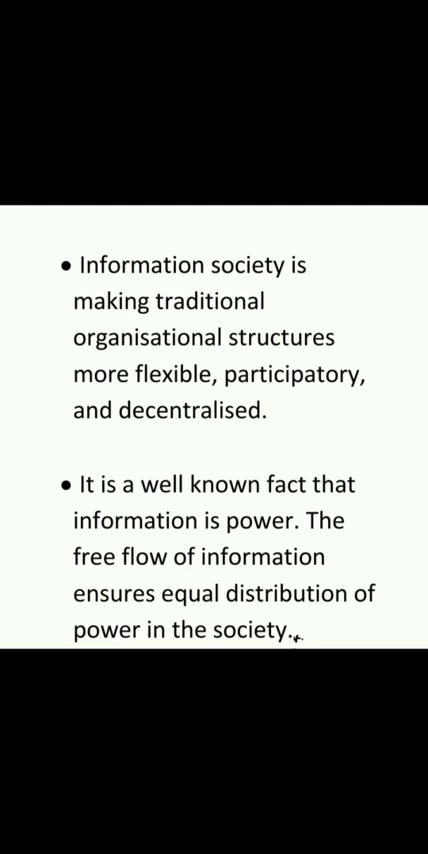 • Information society is
making traditional
organisational structures
more flexible, participatory,
and decentralised.
• It is a well known fact that
information is power. The
free flow of information
ensures equal distribution of
power in the society.